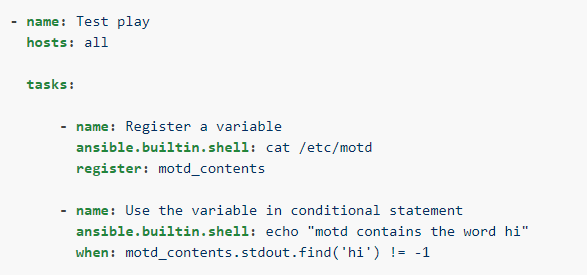 - name: Test play
  hosts: all

  tasks:

      - name: Register a variable
        ansible.builtin.shell: cat /etc/motd
        register: motd_contents

      - name: Use the variable in conditional statement
        ansible.builtin.shell: echo "motd contains the word hi"
        when: motd_contents.stdout.find('hi') != -1